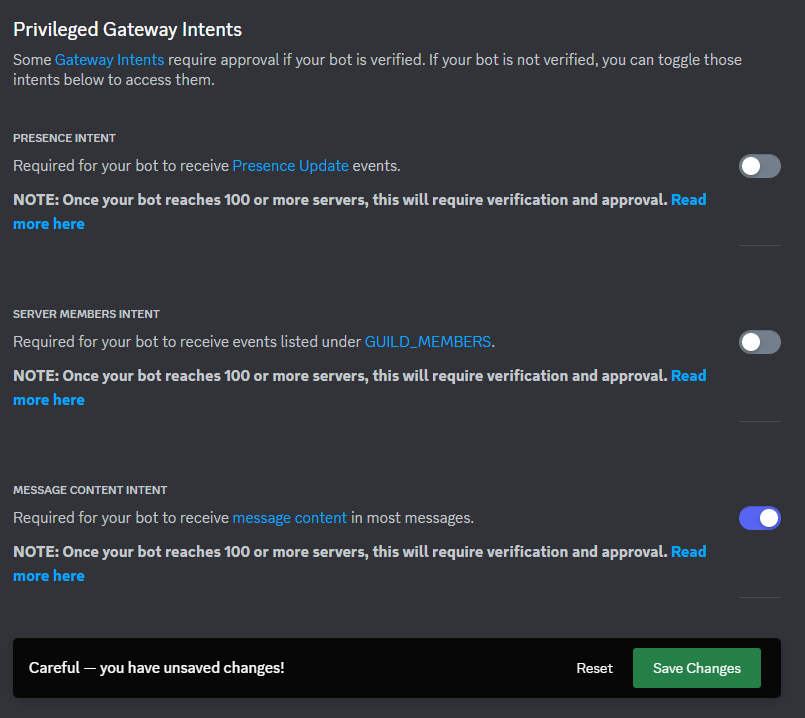 Privileged Gateway Intents
Some Gateway Intents require approval if your bot is verified. If your bot is not verified, you can toggle those
intents below to access them.
PRESENCE INTENT
Required for your bot to receive Presence Update events.
NOTE: Once your bot reaches 100 or more servers, this will require verification and approval. Read
more here
SERVER MEMBERS INTENT
Required for your bot to receive events listed under GUILD_MEMBERS.
NOTE: Once your bot reaches 100 or more servers, this will require verification and approval. Read
more here
MESSAGE CONTENT INTENT
Required for your bot to receive message content in most messages.
NOTE: Once your bot reaches 100 or more servers, this will require verification and approval. Read
more here
Careful — you have unsaved changes! Reset Save Changes